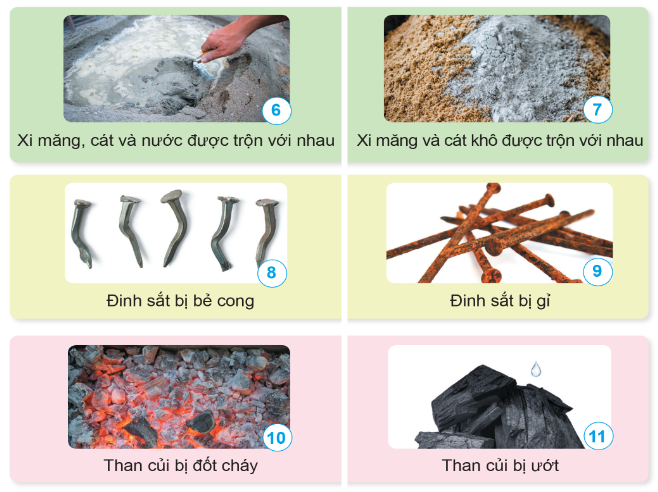 6
7
Xi măng, cát và nước được trộn với nhau
Xi măng và cát khô được trộn với nhau
8
9
Đinh sắt bị bẻ cong
Đinh sắt bị gỉ
10
11
Than củi bị đốt cháy
Than củi bị ướt